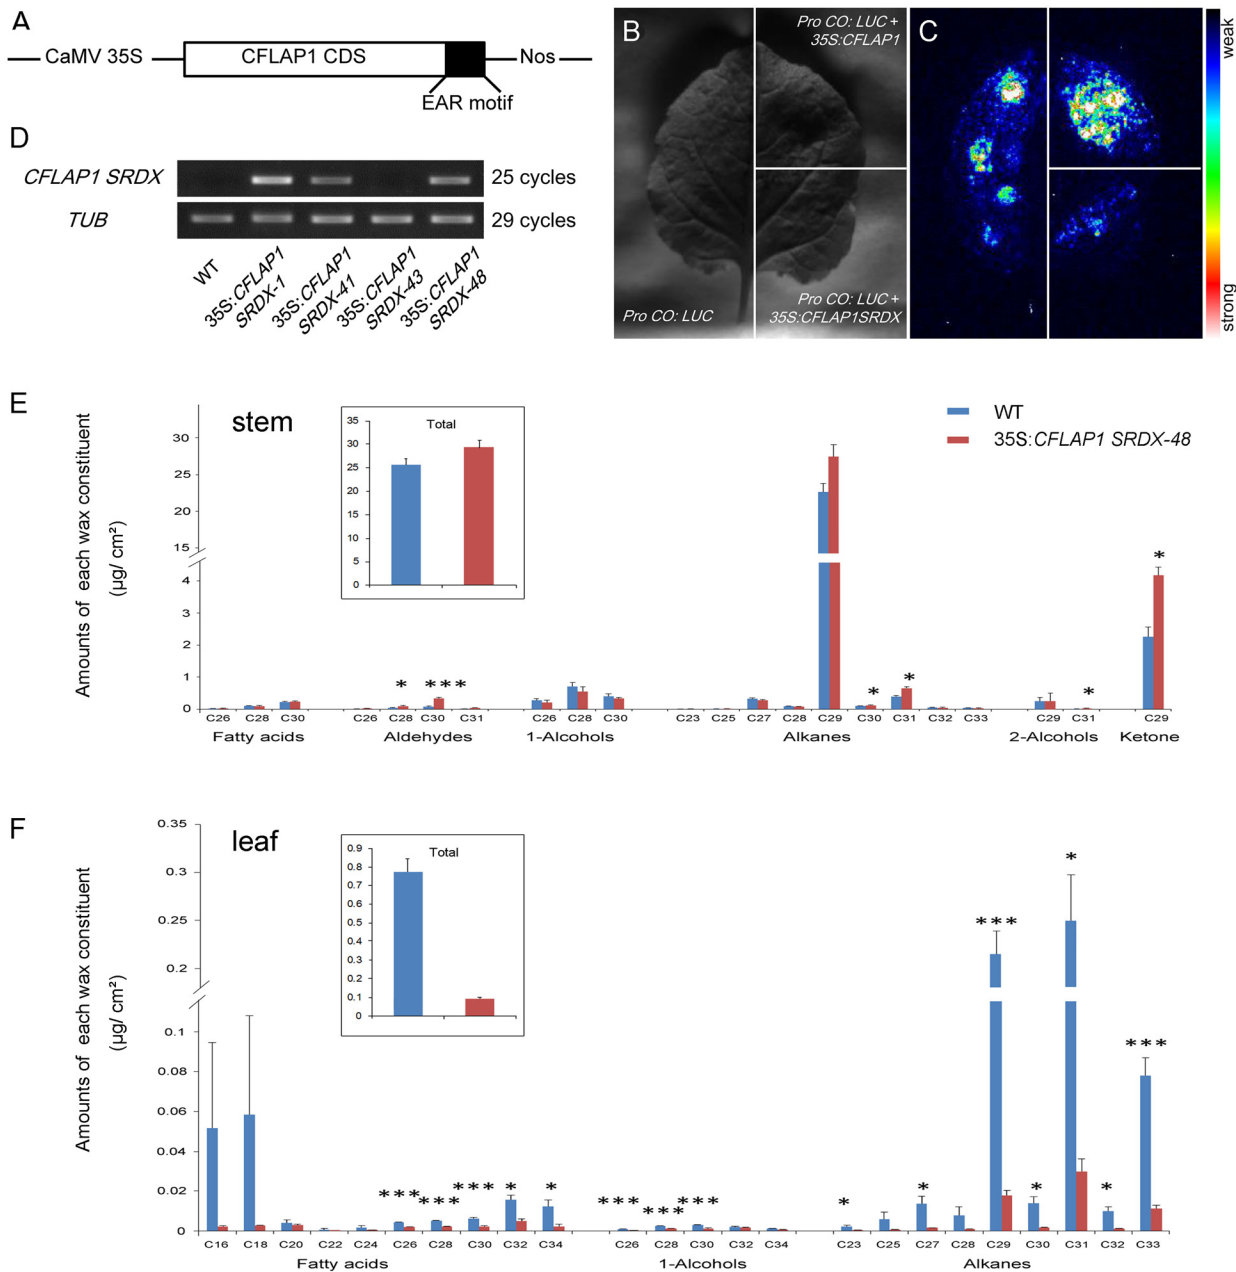 A
CaMV 35S
CFLAP1 CDS
Nos
EAR motif
B
Pro CO: LUC +
35S:CFLAP1
Pro CO: LUC
Pro CO: LUC +
35S:CFLAP1SRDX
C
weak
strong
D
CFLAP1 SRDX
25 cycles
TUB
29 cycles
WT
35S:CFLAP1
SRDX-1
35S:CFLAP1
SRDX-41
35S:CFLAP1
SRDX-43
35S:CFLAP1
SRDX-48
E
stem
Amounts of each wax constituent
(µg/ cm²)
30
25
20
15
4
3
2
1
0
Total
35
30
25
20
15
10
5
0
WT
35S:CFLAP1 SRDX-48
* *** * * * *
C26 C28 C30 C26 C28 C30 C31 C26 C28 C30 C23 C25 C27 C28 C29 C30 C31 C32 C33 C29 C31 C29
Fatty acids Aldehydes 1-Alcohols Alkanes 2-Alcohols Ketone
F
leaf
Amounts of each wax constituent
(µg/ cm²)
0.35
0.3
0.25
0.2
0.1
0.08
0.06
0.04
0.02
0
Total
0.9
0.8
0.7
0.6
0.5
0.4
0.3
0.2
0.1
0
*** *** *** * * *** *** *** * * *** * * * ***
C16 C18 C20 C22 C24 C26 C28 C30 C32 C34 C26 C28 C30 C32 C34 C23 C25 C27 C28 C29 C30 C31 C32 C33
Fatty acids 1-Alcohols Alkanes